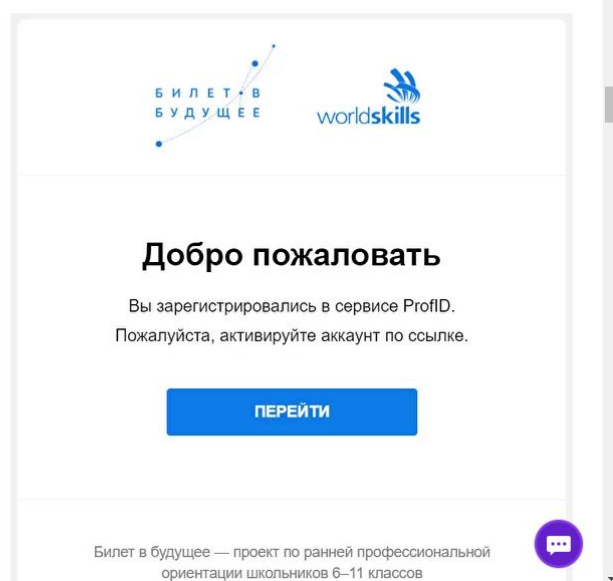 БИЛЕТ В
БУДУЩЕЕ
worldskills
Добро пожаловать
Вы зарегистрировались в сервисе ProfID.
Пожалуйста, активируйте аккаунт по ссылке.
ПЕРЕЙТИ
Билет в будущее — проект по ранней профессиональной
ориентации школьников 6–11 классов